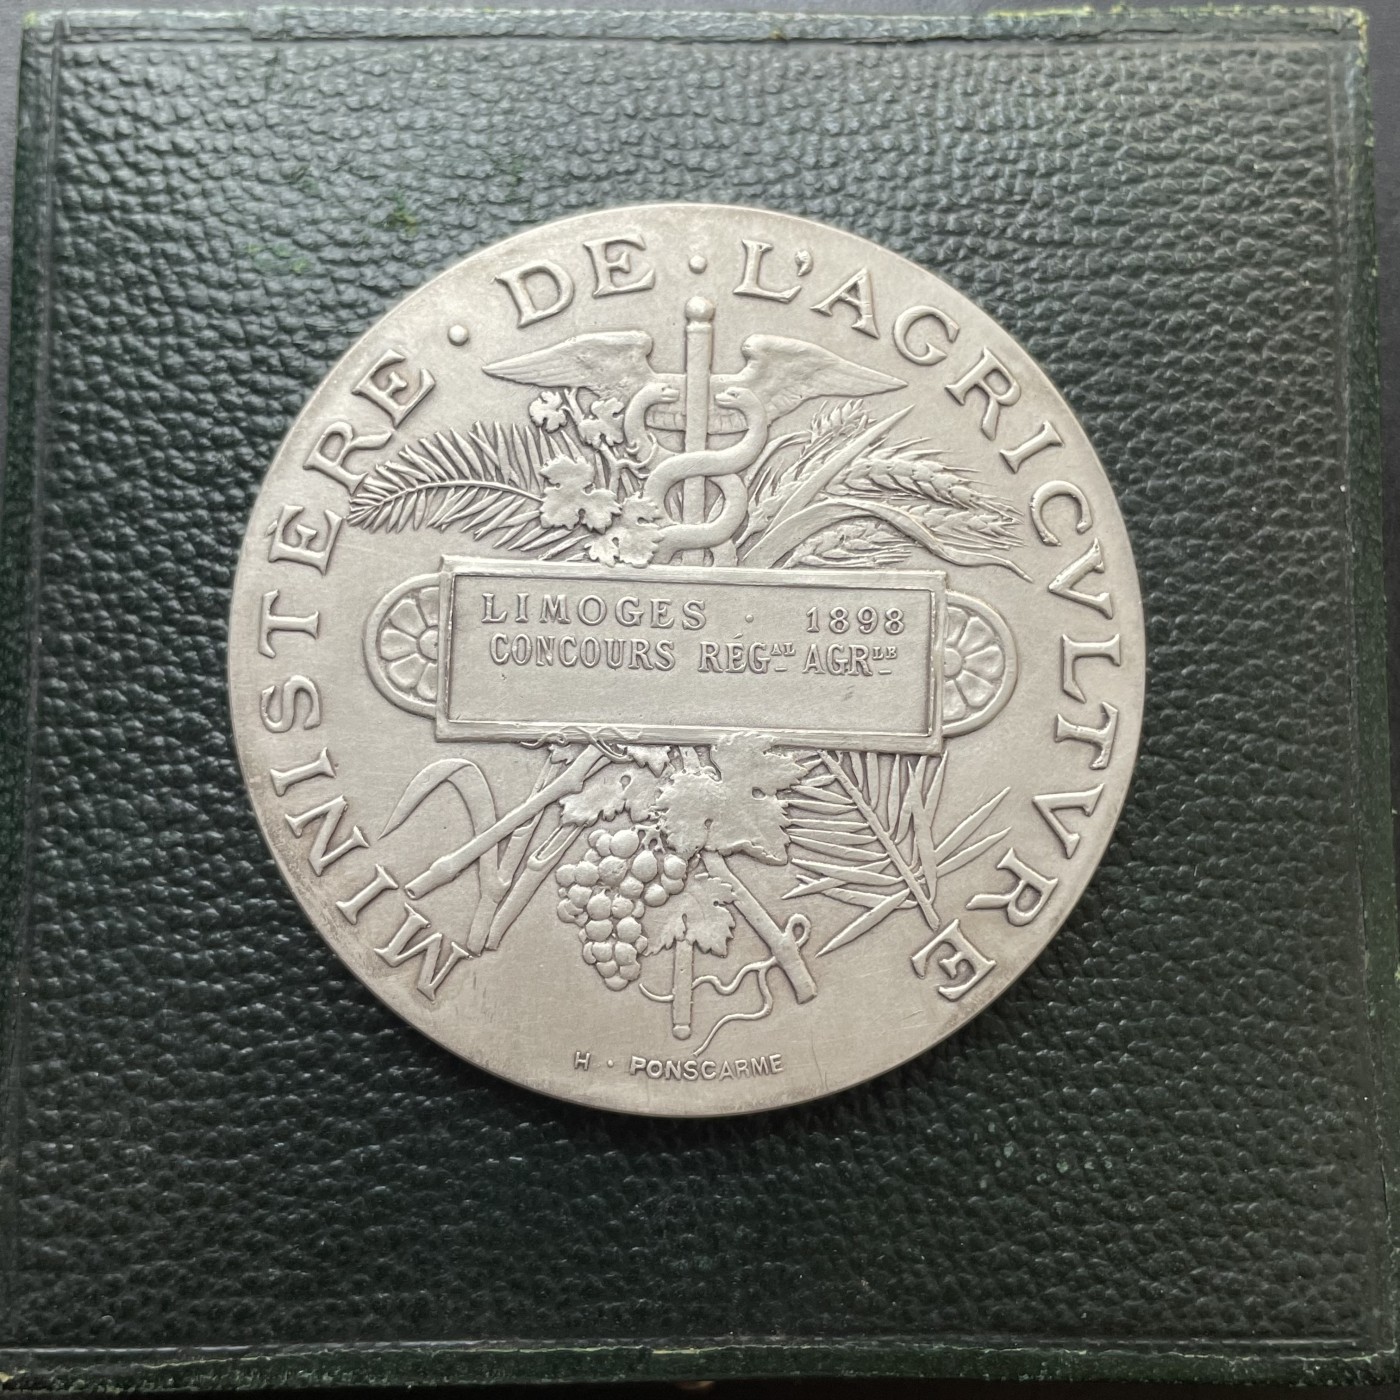 MINISTÈRE · DE · L'AGRICVLTVRE
LIMOGES · 1898
CONCOURS RÉGAL AGRLE
H · PONSCARME